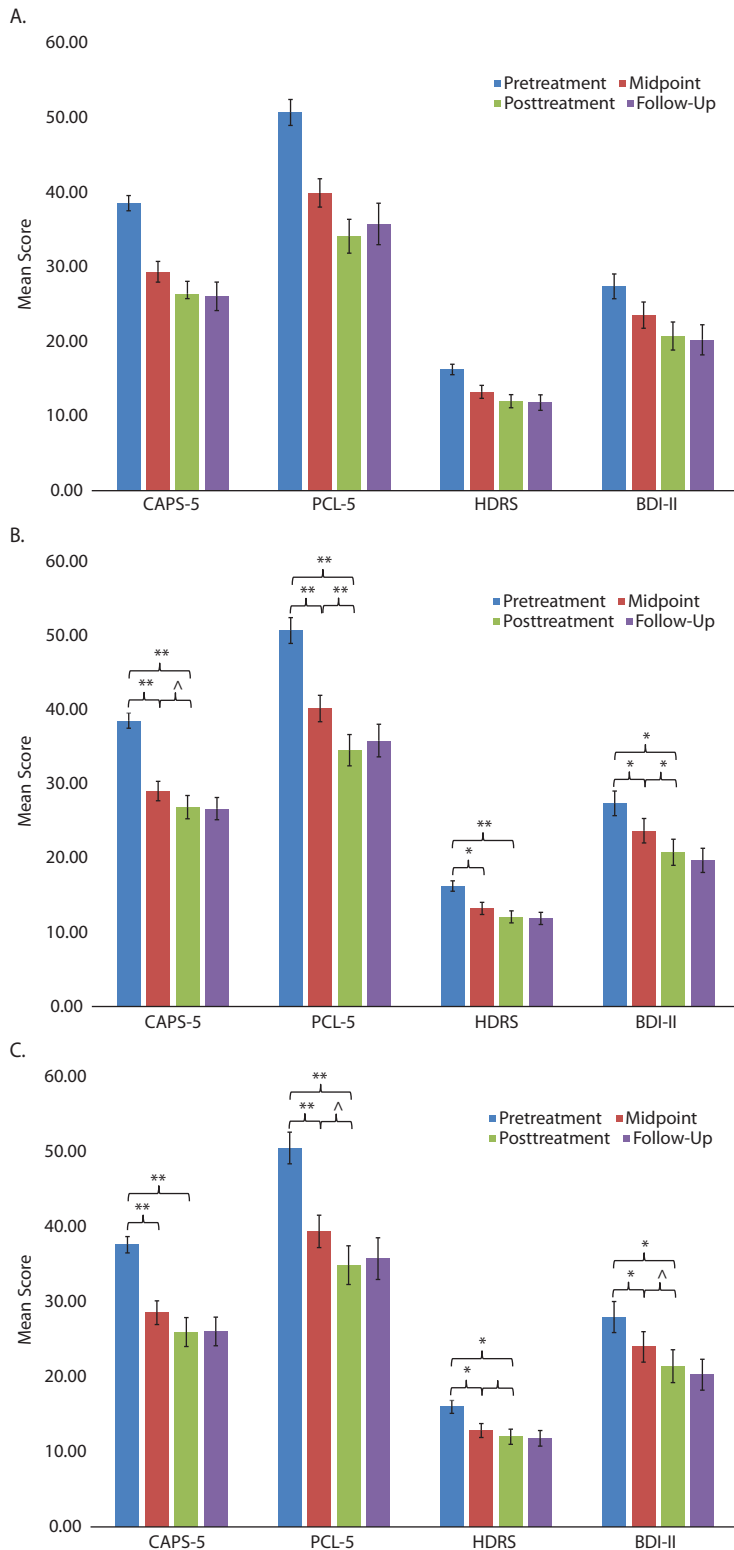 A.
60.00
Pretreatment Midpoint
Posttreatment Follow-Up
50.00
40.00
Mean Score
30.00
20.00
10.00
0.00
CAPS-5 PCL-5 HDRS BDI-II
B.
60.00
**
Pretreatment Midpoint
** **
Posttreatment Follow-Up
50.00
**
** ^
40.00
*
Mean Score
* *
30.00
**
*
20.00
10.00
0.00
CAPS-5 PCL-5 HDRS BDI-II
C.
60.00
**
** ^
Pretreatment Midpoint
Posttreatment Follow-Up
50.00
**
**
40.00
Mean Score
*
* ^
30.00
*
*
20.00
10.00
0.00
CAPS-5 PCL-5 HDRS BDI-II